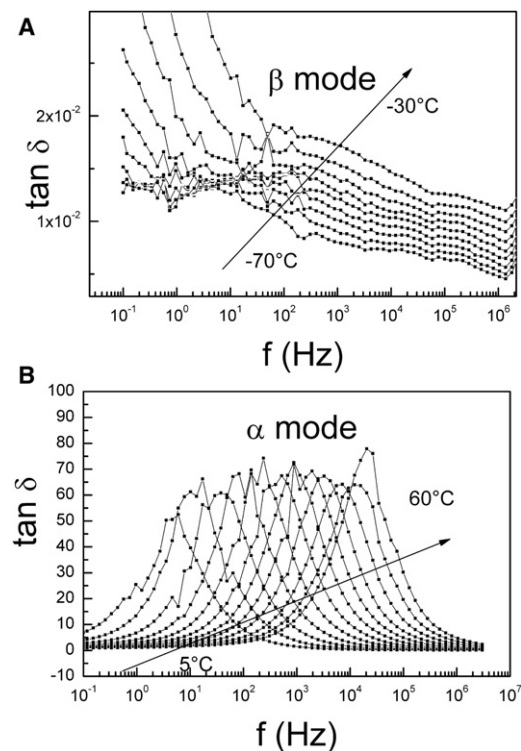 A
β mode
-30°C
2x10⁻²
tan δ
1x10⁻²
-70°C
10⁻¹ 10⁰ 10¹ 10² 10³ 10⁴ 10⁵ 10⁶
f (Hz)
B
100
90
α mode
80
70
60
60°C
50
tan δ
40
30
20
10
0
5°C
-10
10⁻¹ 10⁰ 10¹ 10² 10³ 10⁴ 10⁵ 10⁶ 10⁷
f (Hz)